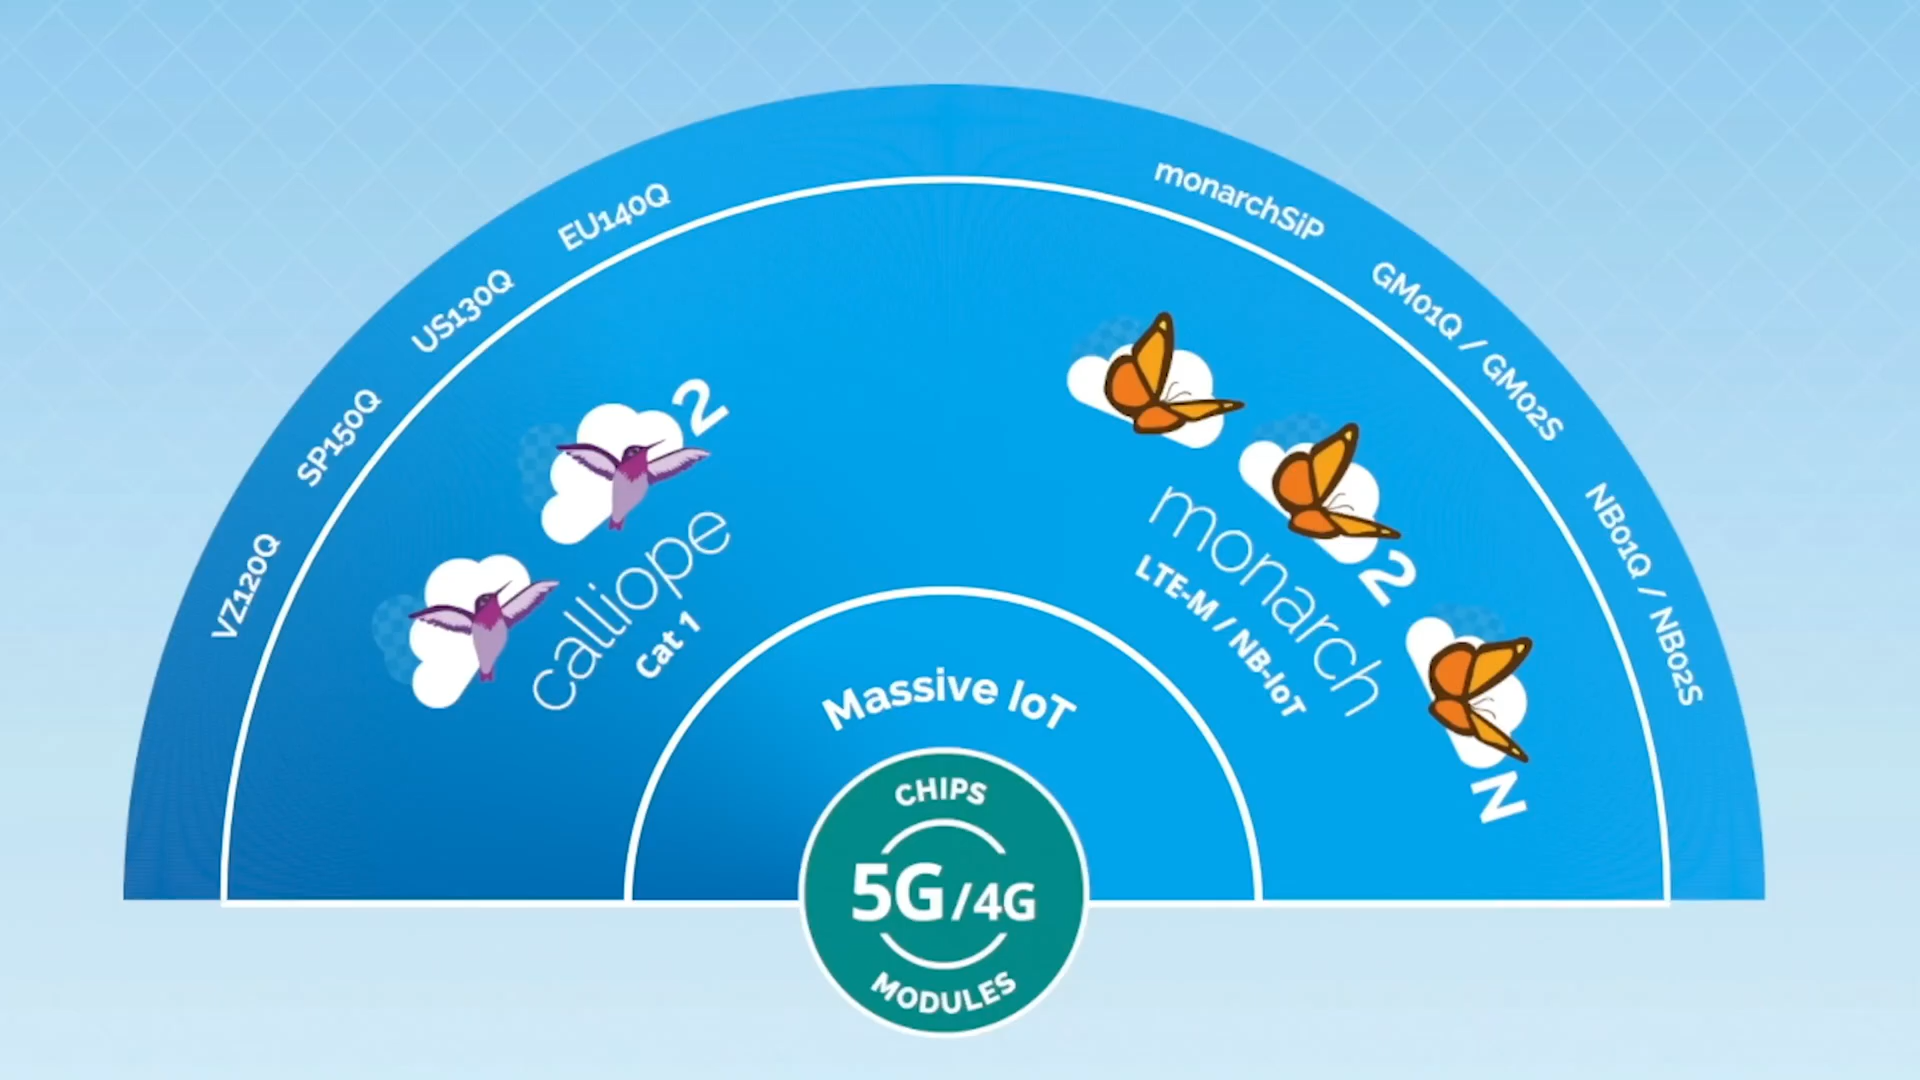 VZ120Q
SP150Q
US130Q
EU140Q
monarchSiP
GM01Q / GM02S
NB01Q / NB02S
2
calliope
Cat 1
monarch
LTE-M / NB-IoT
2
N
Massive IoT
CHIPS
5G/4G
MODULES